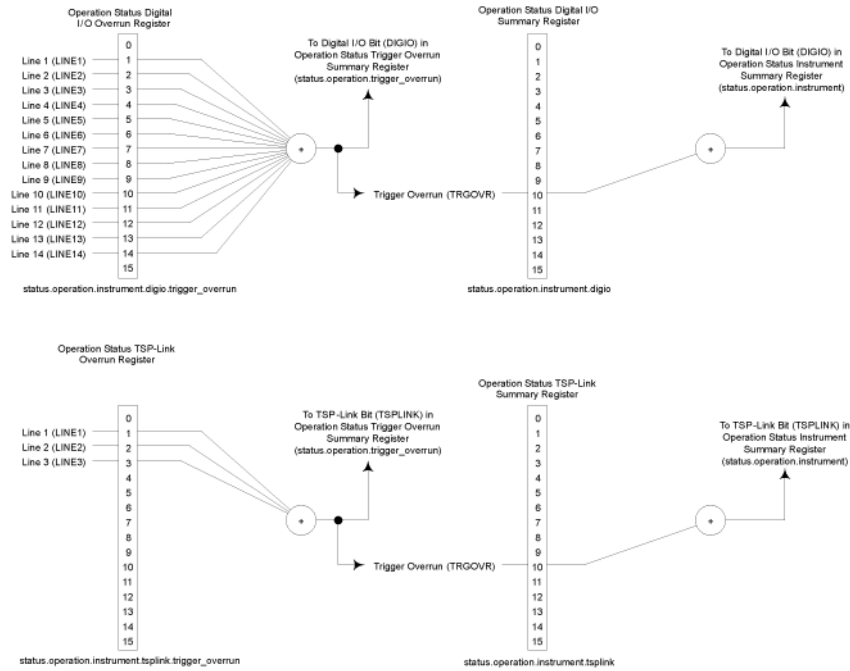 Operation Status Digital
I/O Overrun Register
0
Line 1 (LINE1) 1
Line 2 (LINE2) 2
Line 3 (LINE3) 3
Line 4 (LINE4) 4
Line 5 (LINE5) 5
Line 6 (LINE6) 6
Line 7 (LINE7) 7
Line 8 (LINE8) 8
Line 9 (LINE9) 9
Line 10 (LINE10) 10
Line 11 (LINE11) 11
Line 12 (LINE12) 12
Line 13 (LINE13) 13
Line 14 (LINE14) 14
15
status.operation.instrument.digio.trigger_overrun
+
To Digital I/O Bit (DIGIO) in
Operation Status Trigger Overrun
Summary Register
(status.operation.trigger_overrun)
Trigger Overrun (TRGOVR)
Operation Status Digital I/O
Summary Register
0
1
2
3
4
5
6
7
8
9
10
11
12
13
14
15
status.operation.instrument.digio
+
To Digital I/O Bit (DIGIO) in
Operation Status Instrument
Summary Register
(status.operation.instrument)
Operation Status TSP-Link
Overrun Register
0
Line 1 (LINE1) 1
Line 2 (LINE2) 2
Line 3 (LINE3) 3
4
5
6
7
8
9
10
11
12
13
14
15
status.operation.instrument.tsplink.trigger_overrun
+
To TSP-Link Bit (TSPLINK) in
Operation Status Trigger Overrun
Summary Register
(status.operation.trigger_overrun)
Trigger Overrun (TRGOVR)
Operation Status TSP-Link
Summary Register
0
1
2
3
4
5
6
7
8
9
10
11
12
13
14
15
status.operation.instrument.tsplink
+
To TSP-Link Bit (TSPLINK) in
Operation Status Instrument
Summary Register
(status.operation.instrument)